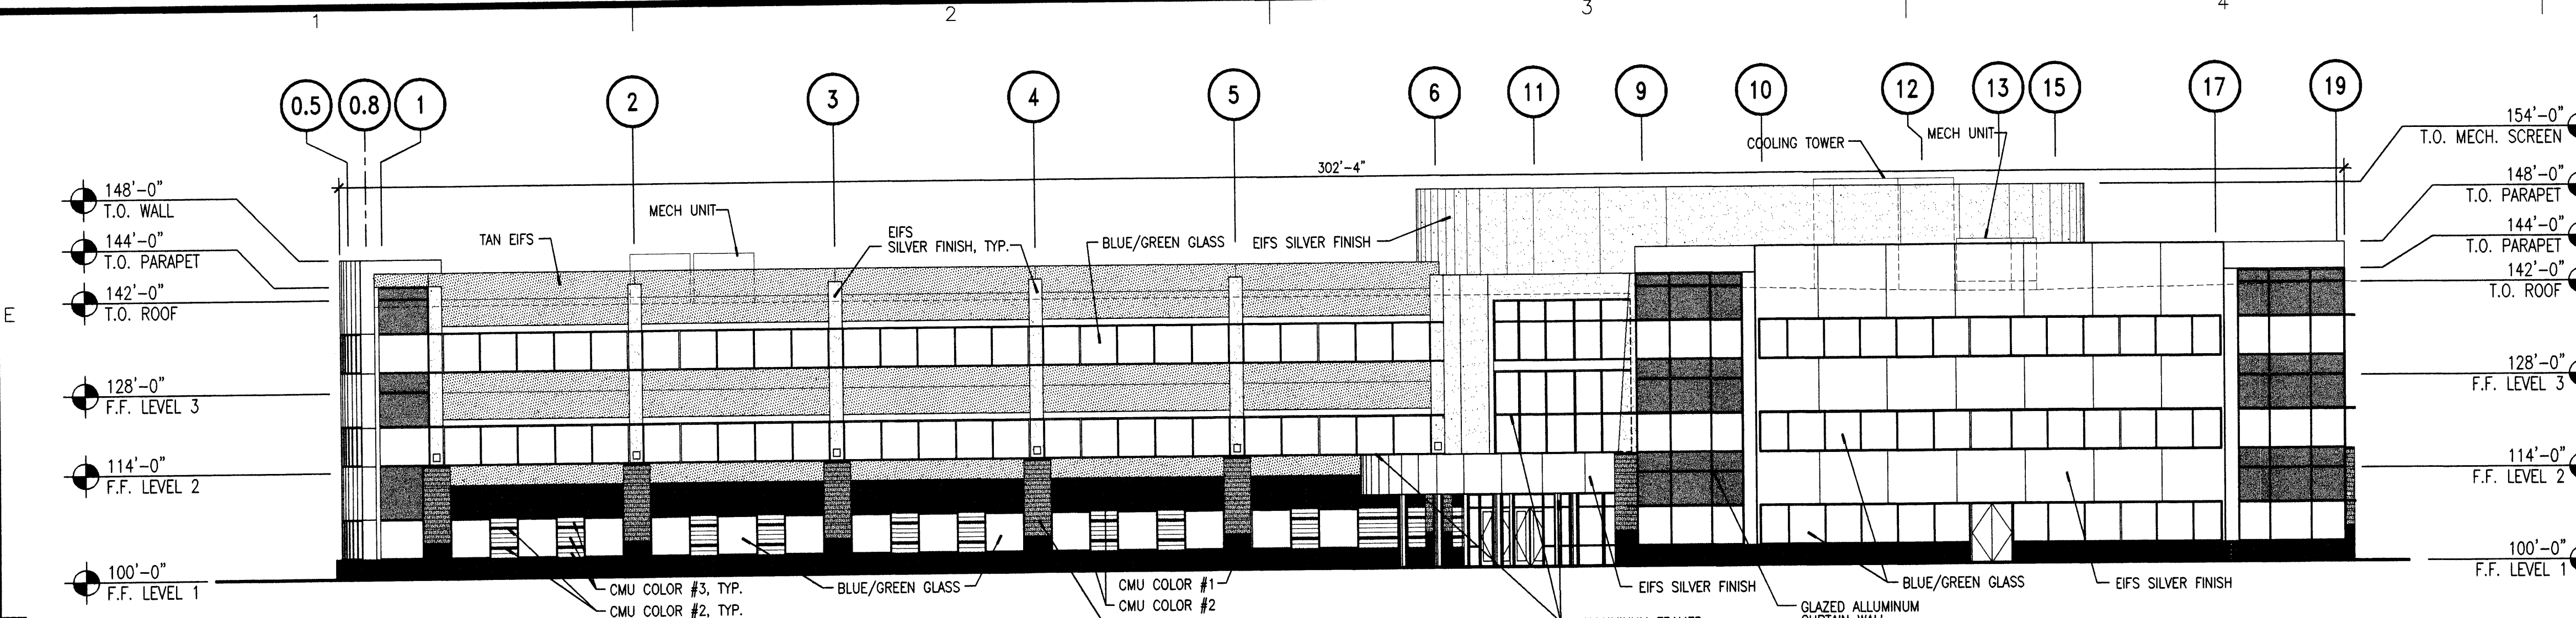 1
2
3
4
0.5
0.8
1
2
3
4
5
6
11
9
10
12
13
15
17
19
154'-0"
T.O. MECH. SCREEN
COOLING TOWER
MECH UNIT
302'-4"
148'-0"
T.O. WALL
148'-0"
T.O. PARAPET
MECH UNIT
TAN EIFS
EIFS
SILVER FINISH, TYP.
BLUE/GREEN GLASS
EIFS SILVER FINISH
144'-0"
T.O. PARAPET
144'-0"
T.O. PARAPET
142'-0"
T.O. ROOF
142'-0"
T.O. ROOF
E
128'-0"
F.F. LEVEL 3
128'-0"
F.F. LEVEL 3
114'-0"
F.F. LEVEL 2
114'-0"
F.F. LEVEL 2
100'-0"
F.F. LEVEL 1
100'-0"
F.F. LEVEL 1
CMU COLOR #3, TYP.
CMU COLOR #2, TYP.
BLUE/GREEN GLASS
CMU COLOR #1
CMU COLOR #2
EIFS SILVER FINISH
BLUE/GREEN GLASS
EIFS SILVER FINISH
GLAZED ALLUMINUM